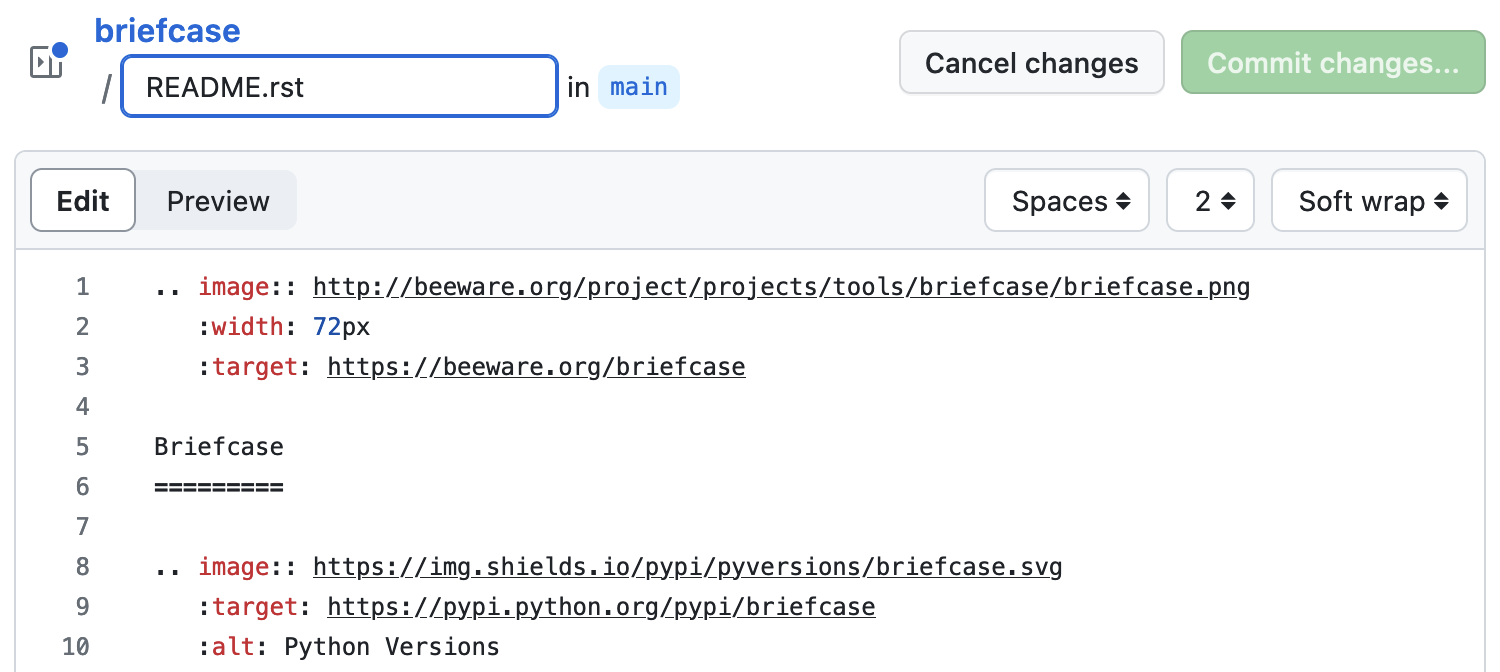 briefcase
/ README.rst in main
Cancel changes Commit changes...
Edit Preview Spaces 2 Soft wrap
1 .. image:: http://beeware.org/project/projects/tools/briefcase/briefcase.png
2    :width: 72px
3    :target: https://beeware.org/briefcase
4
5 Briefcase
6 =========
7
8 .. image:: https://img.shields.io/pypi/pyversions/briefcase.svg
9    :target: https://pypi.python.org/pypi/briefcase
10    :alt: Python Versions